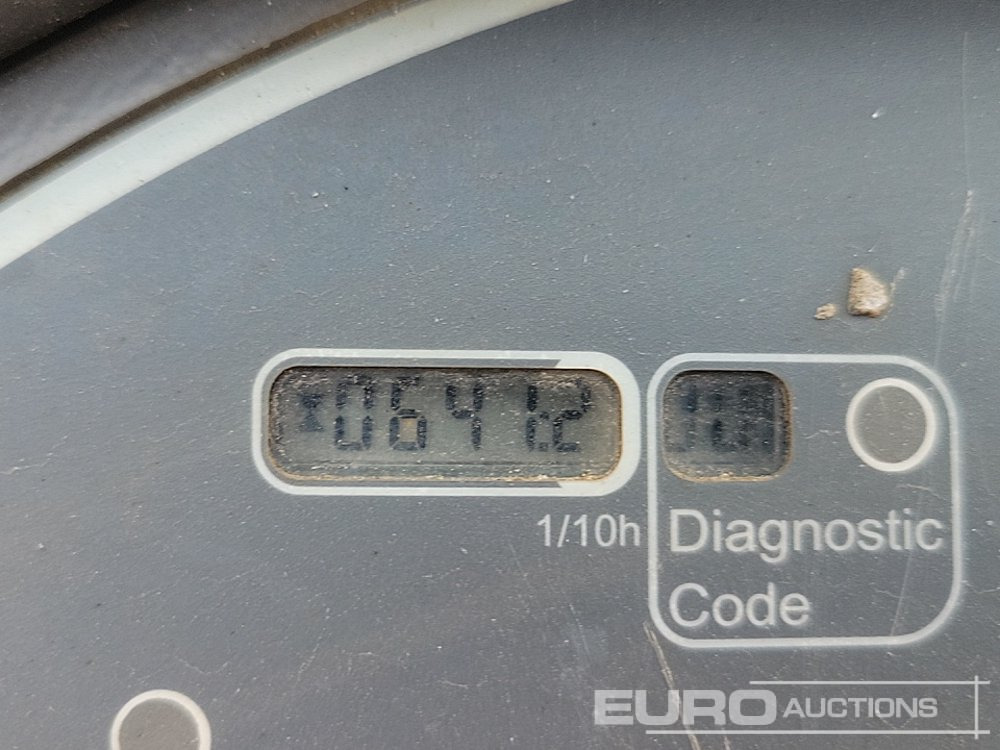 0641.2
1/10h
Diagnostic
Code
EURO AUCTIONS